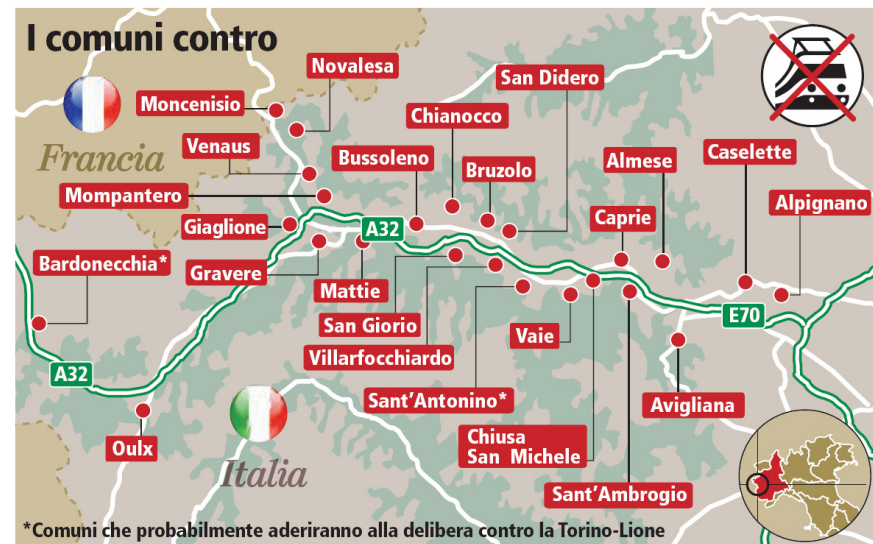 I comuni contro
Novalesa
San Didero
Moncenisio
Chianocco
Francia
Venaus
Bussoleno
Bruzolo
Almese
Caselette
Mompantero
Alpignano
Giaglione
A32
Caprie
Bardonecchia*
Gravere
Mattie
San Giorio
Vaie
E70
Villarfocchiardo
A32
Sant'Antonino*
Avigliana
Oulx
Italia
Chiusa
San Michele
Sant'Ambrogio
*Comuni che probabilmente aderiranno alla delibera contro la Torino-Lione